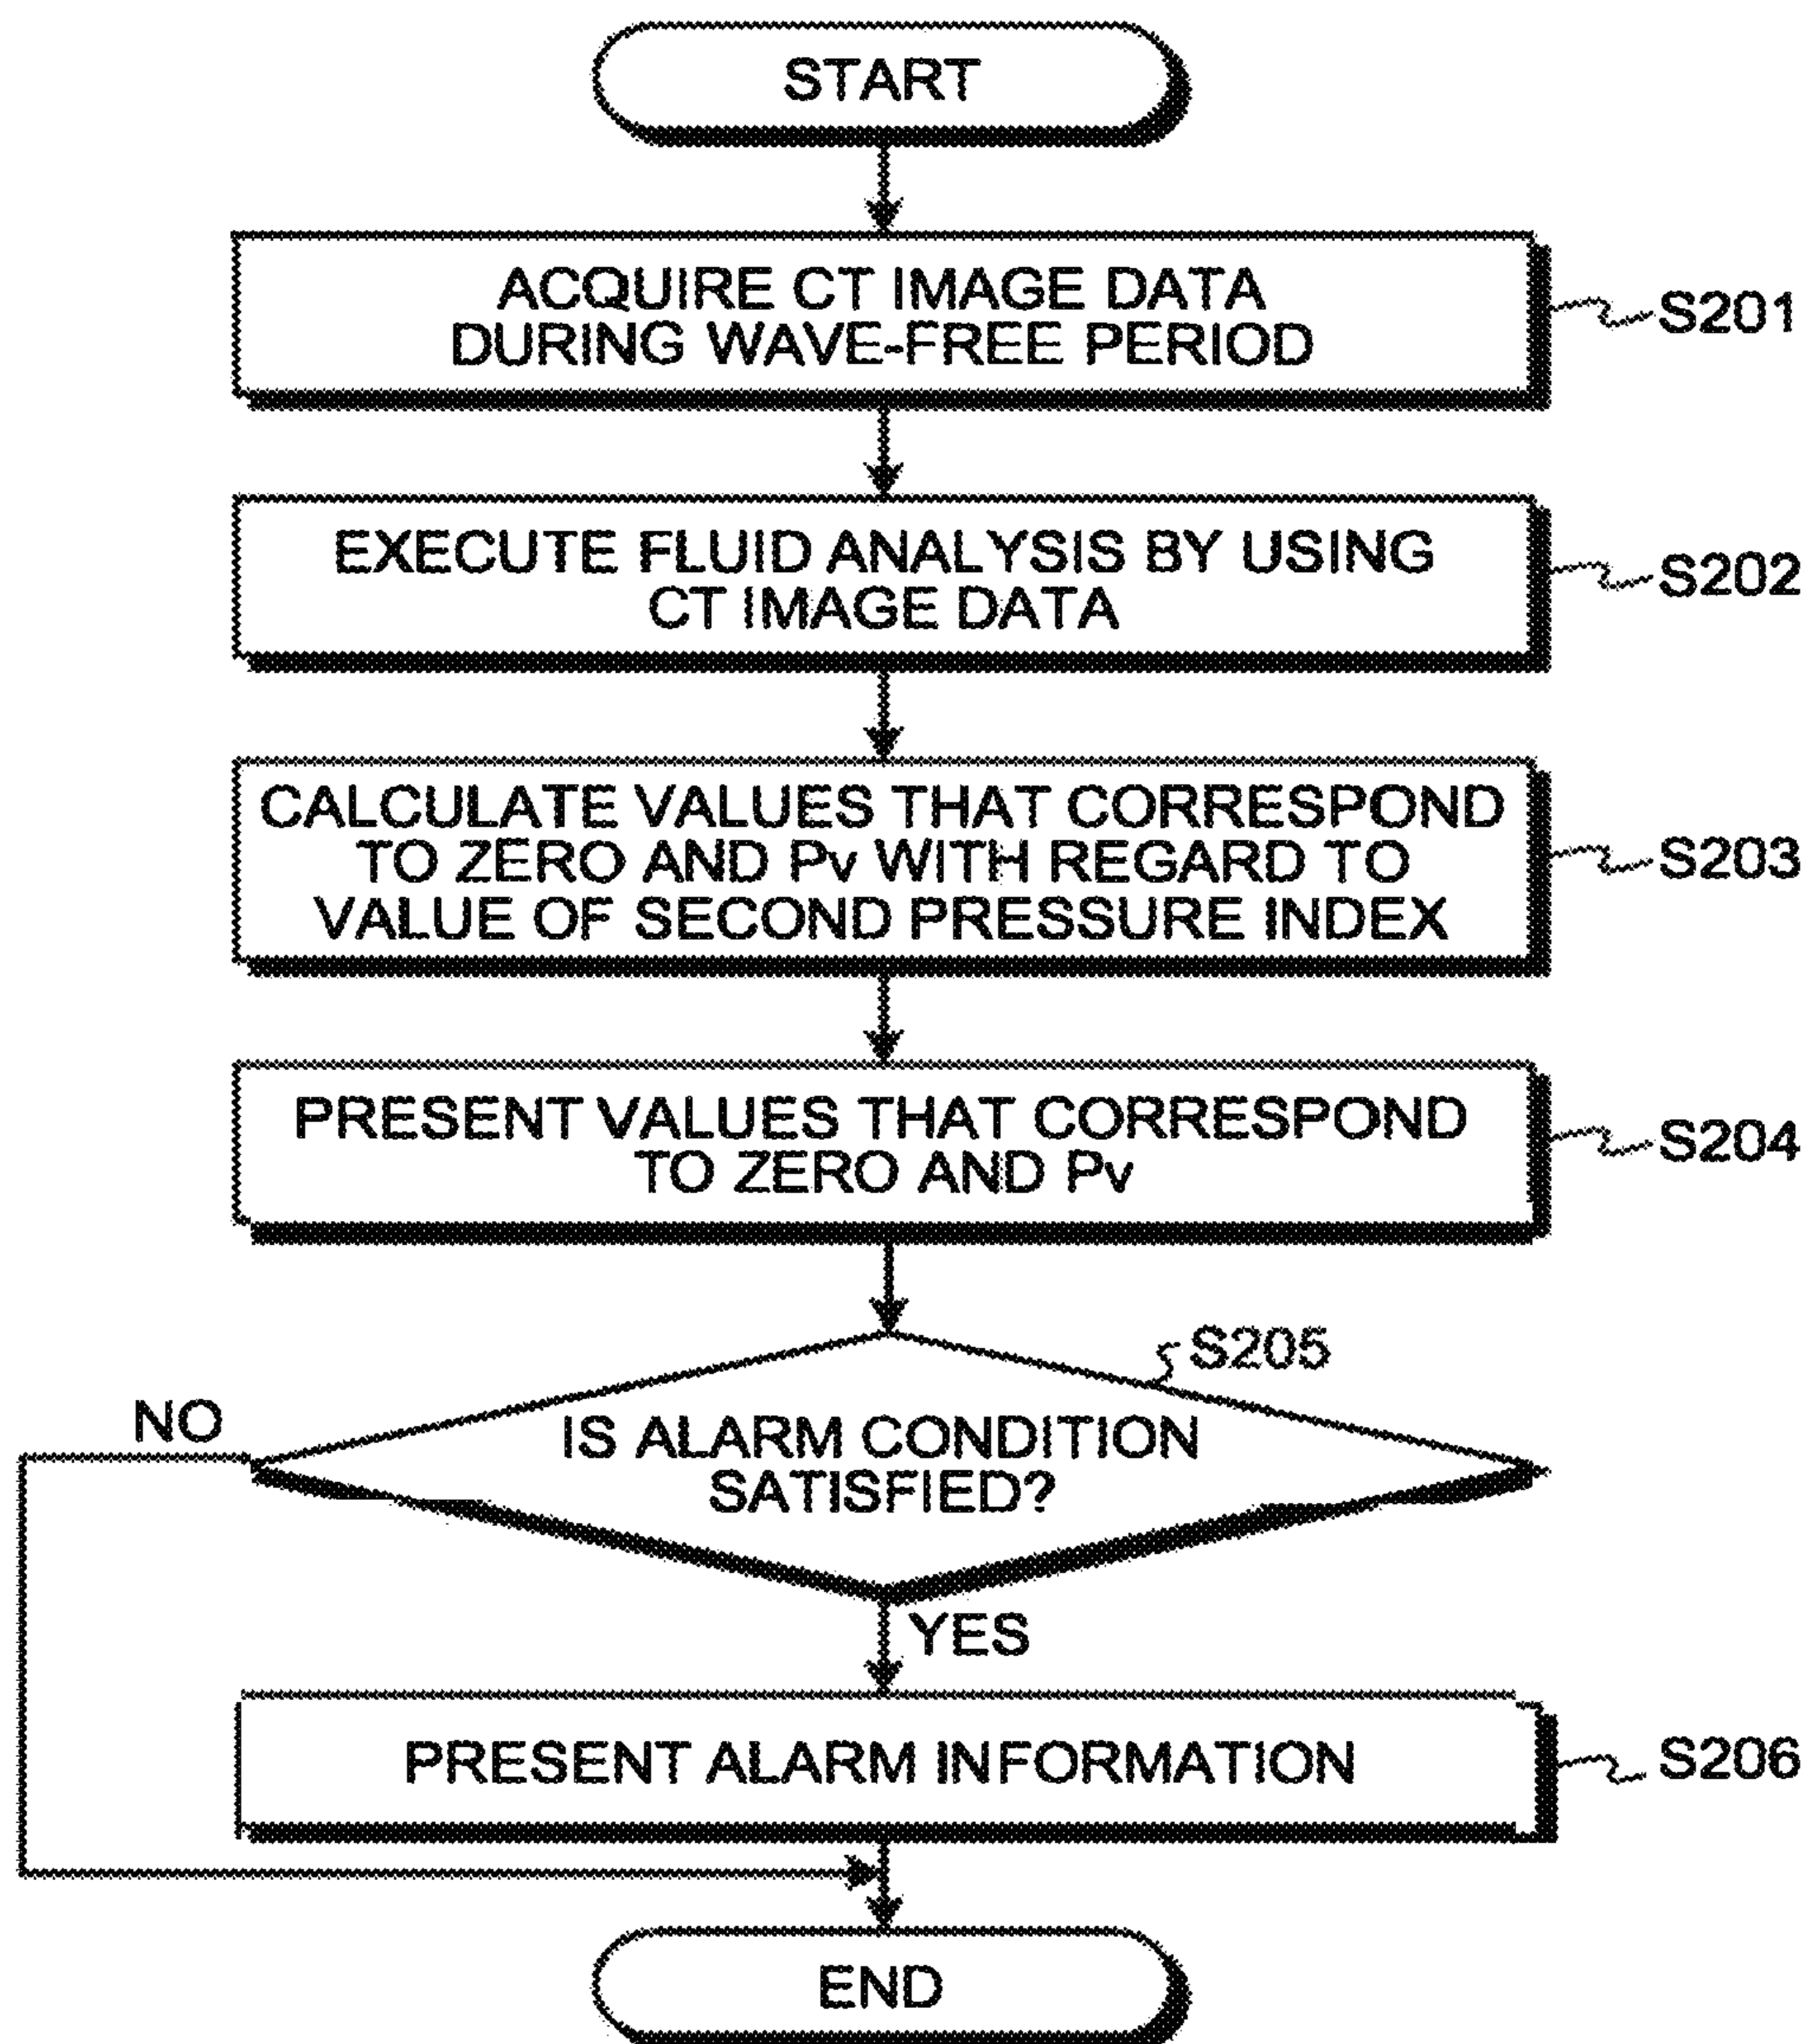 START
ACQUIRE CT IMAGE DATA
DURING WAVE-FREE PERIOD
S201
EXECUTE FLUID ANALYSIS BY USING
CT IMAGE DATA
S202
CALCULATE VALUES THAT CORRESPOND
TO ZERO AND Pv WITH REGARD TO
VALUE OF SECOND PRESSURE INDEX
S203
PRESENT VALUES THAT CORRESPOND
TO ZERO AND Pv
S204
S205
NO
IS ALARM CONDITION
SATISFIED?
YES
PRESENT ALARM INFORMATION
S206
END